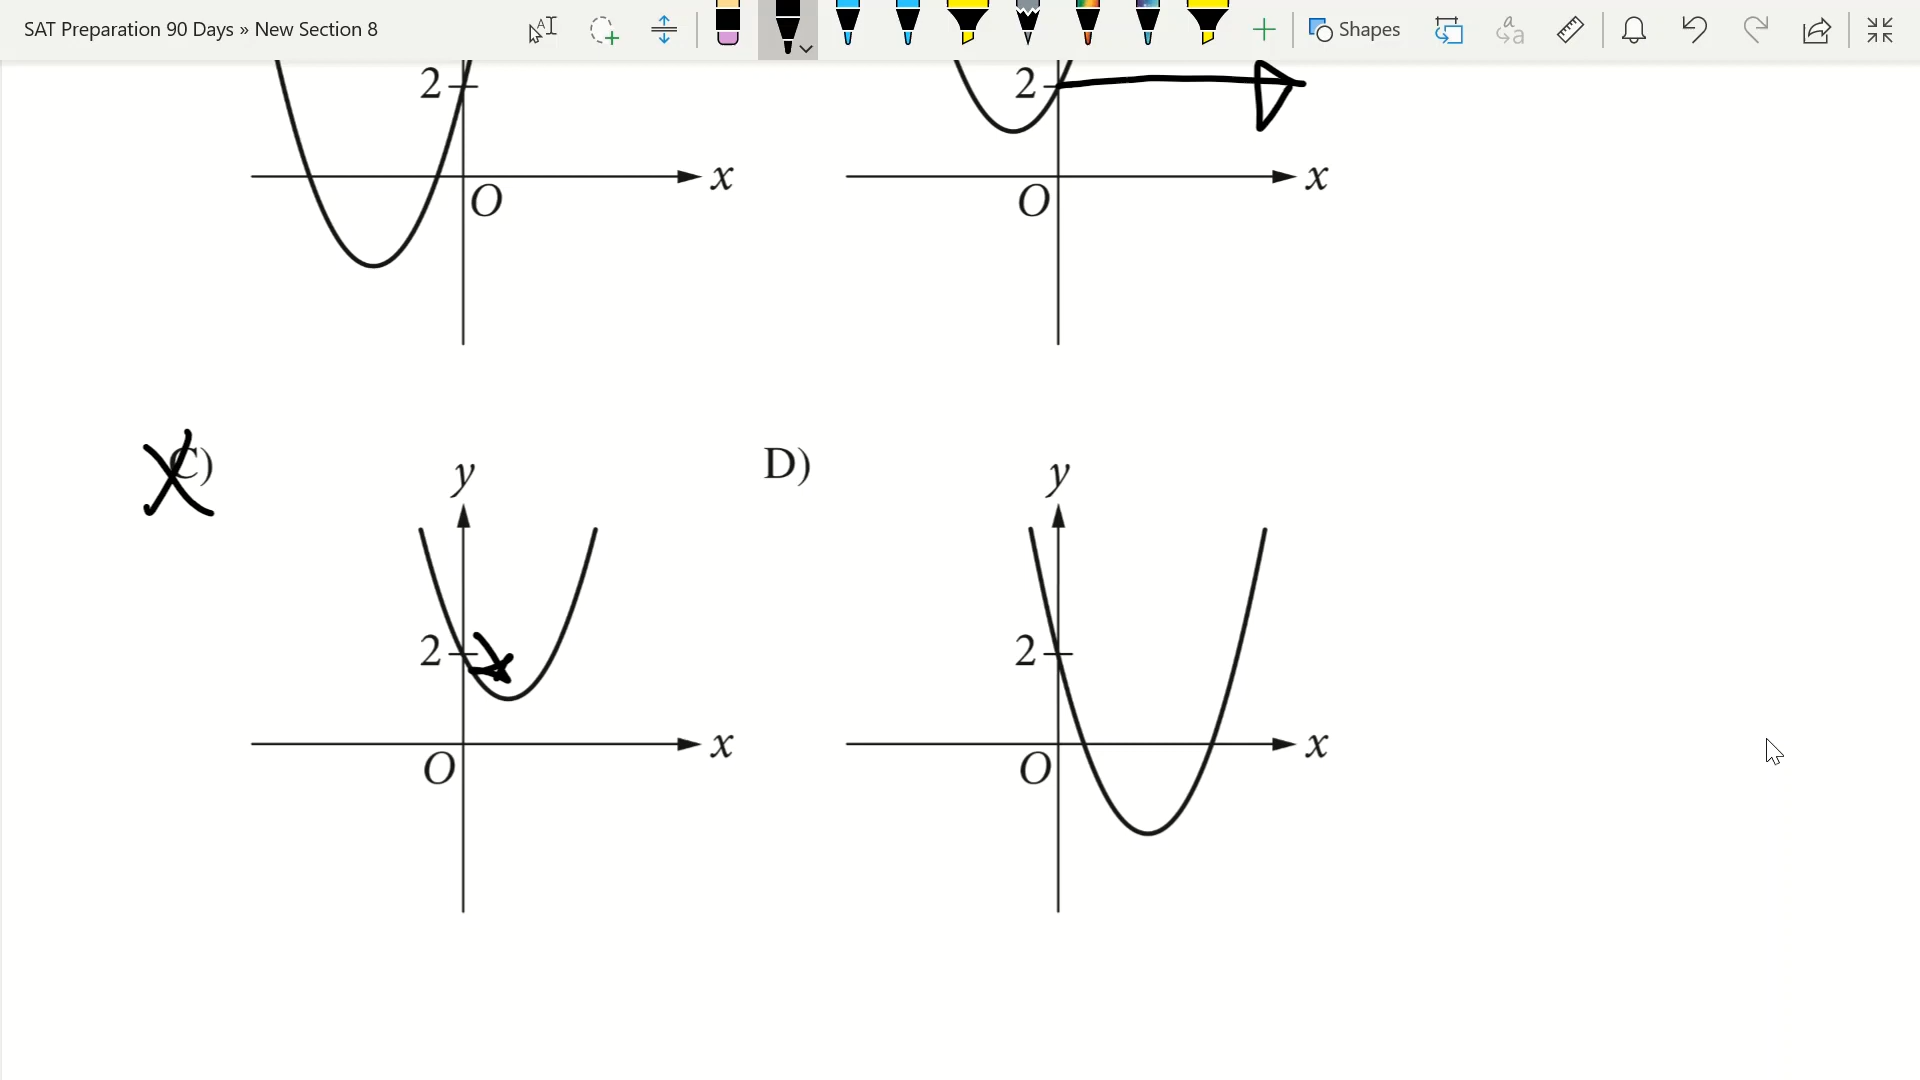 SAT Preparation 90 Days » New Section 8
Shapes
2
x
O
2
x
O
C)
y
2
x
O
D)
y
2
x
O